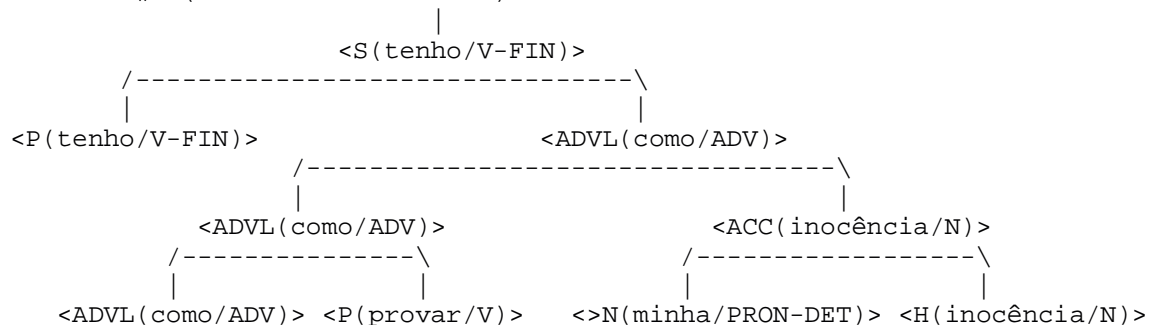 <S(tenho/V-FIN)>
/--------------------------------\
<P(tenho/V-FIN)> <ADVL(como/ADV)>
/----------------------------------\
<ADVL(como/ADV)> <ACC(inocência/N)>
/---------------\ /------------------\
<ADVL(como/ADV)> <P(provar/V)> <>N(minha/PRON-DET)> <H(inocência/N)>